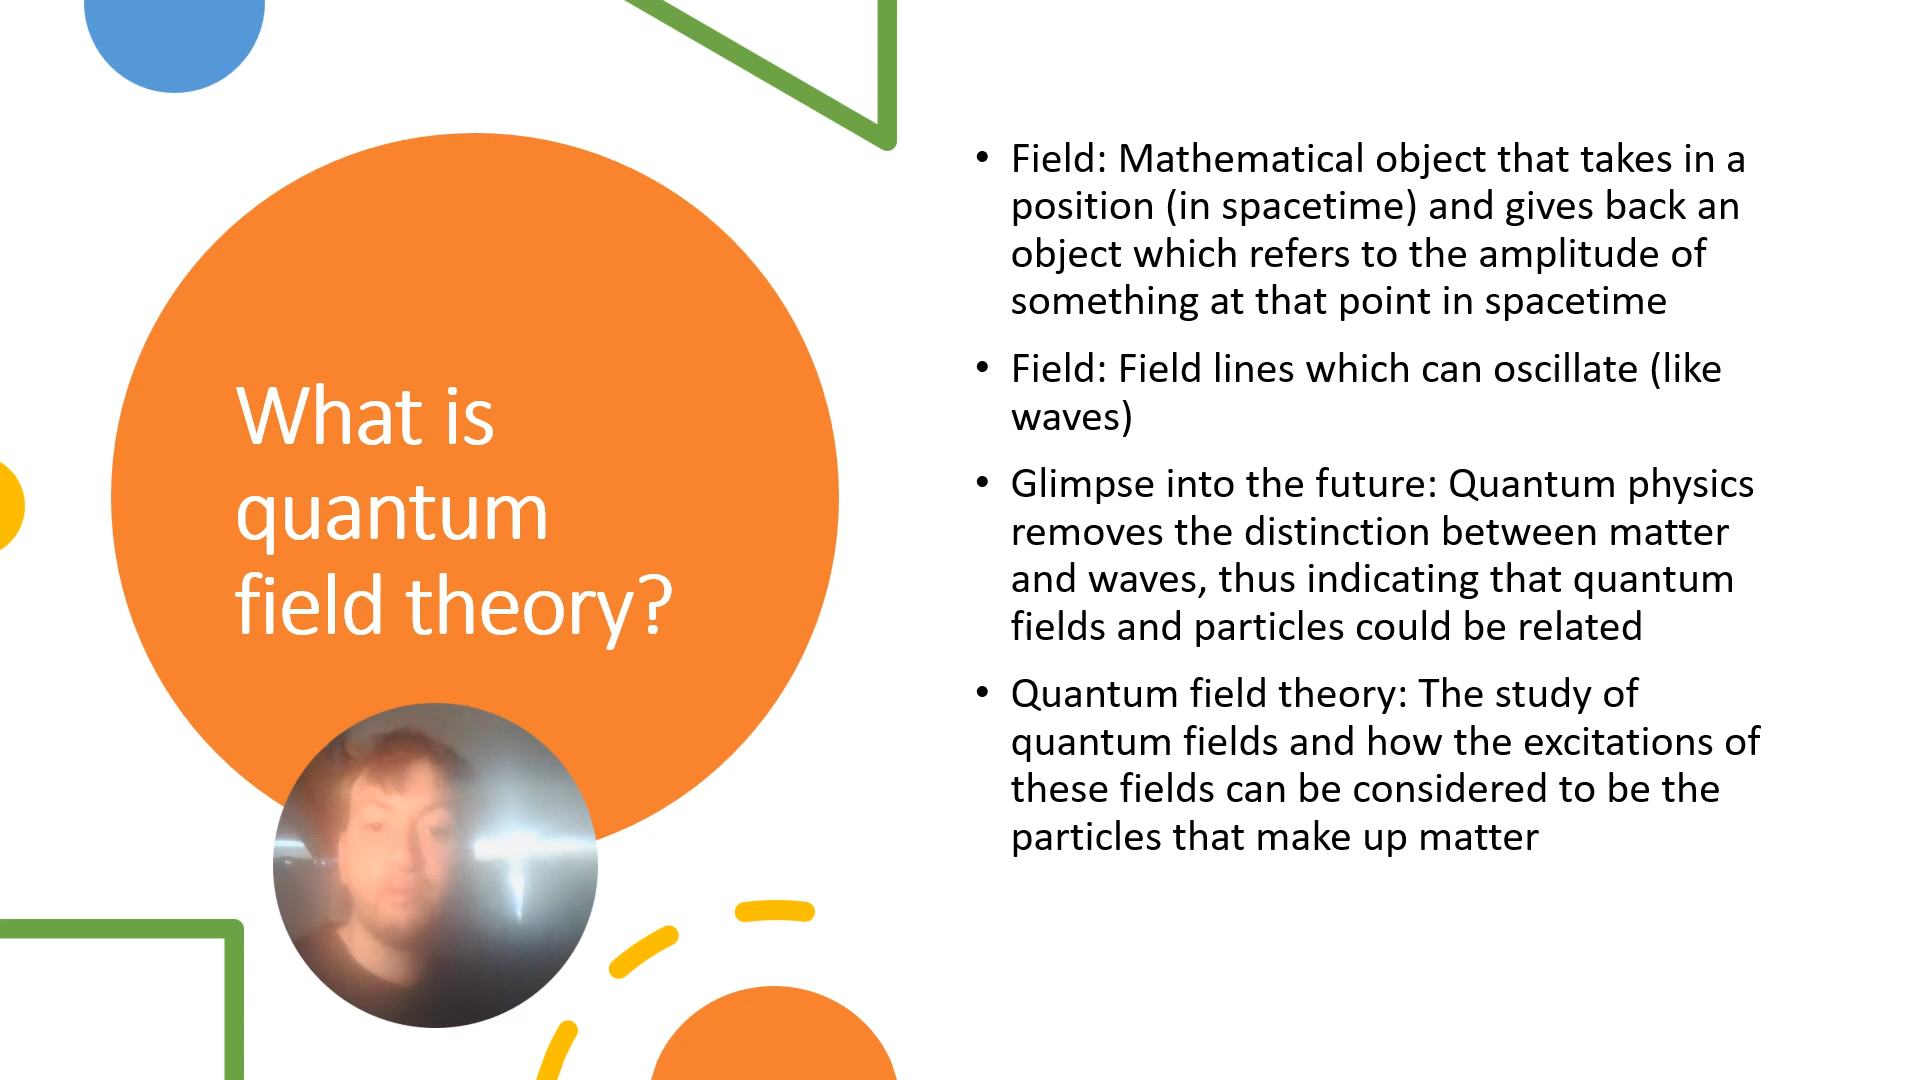 What is
quantum
field theory?
• Field: Mathematical object that takes in a
position (in spacetime) and gives back an
object which refers to the amplitude of
something at that point in spacetime
• Field: Field lines which can oscillate (like
waves)
• Glimpse into the future: Quantum physics
removes the distinction between matter
and waves, thus indicating that quantum
fields and particles could be related
• Quantum field theory: The study of
quantum fields and how the excitations of
these fields can be considered to be the
particles that make up matter